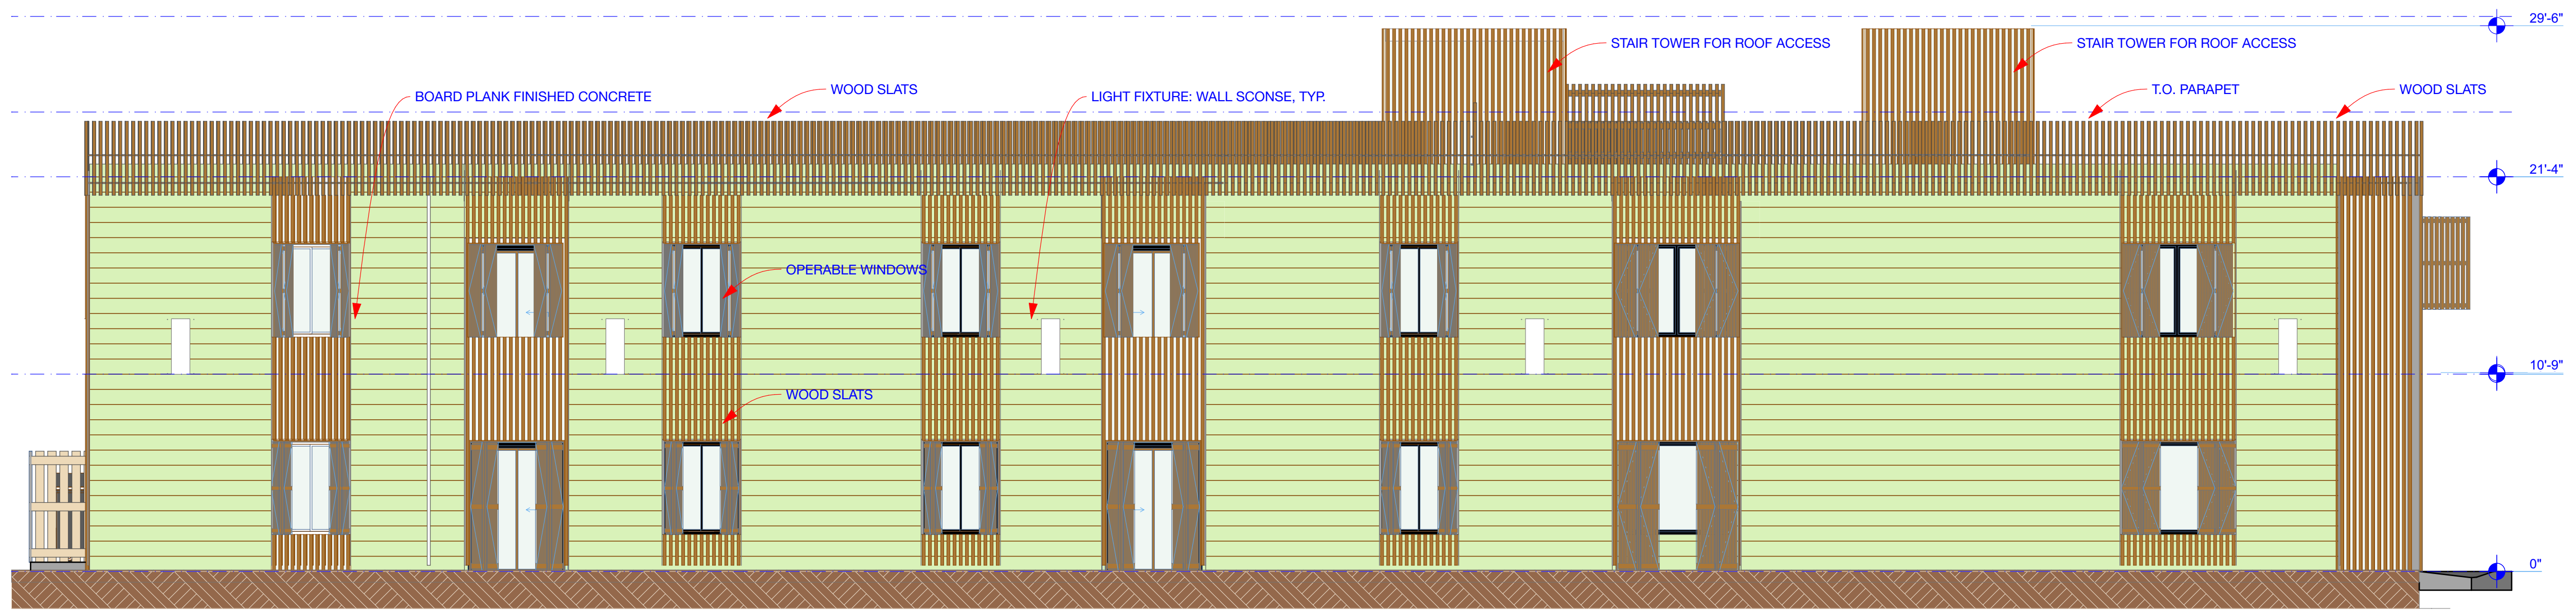 29'-6"
STAIR TOWER FOR ROOF ACCESS
STAIR TOWER FOR ROOF ACCESS
WOOD SLATS
T.O. PARAPET
WOOD SLATS
BOARD PLANK FINISHED CONCRETE
LIGHT FIXTURE: WALL SCONSE, TYP.
21'-4"
OPERABLE WINDOWS
10'-9"
WOOD SLATS
0"